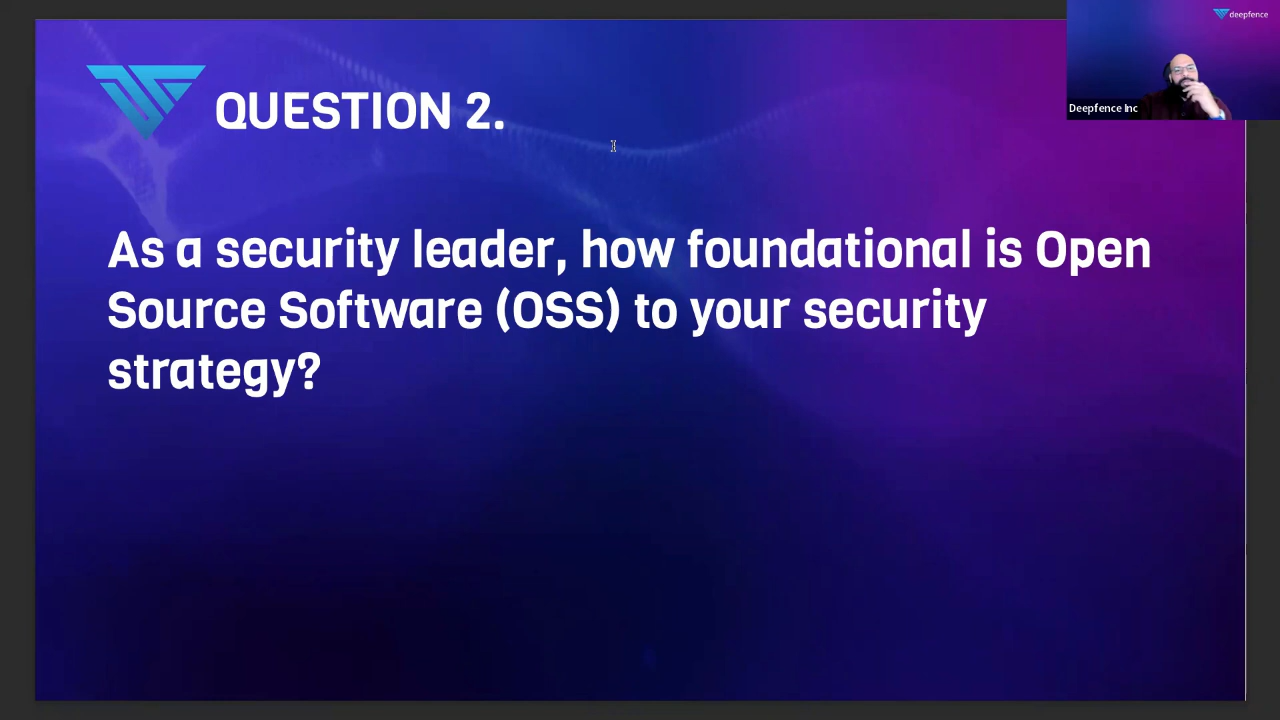 deepfence
Deepfence Inc
QUESTION 2.
As a security leader, how foundational is Open
Source Software (OSS) to your security
strategy?